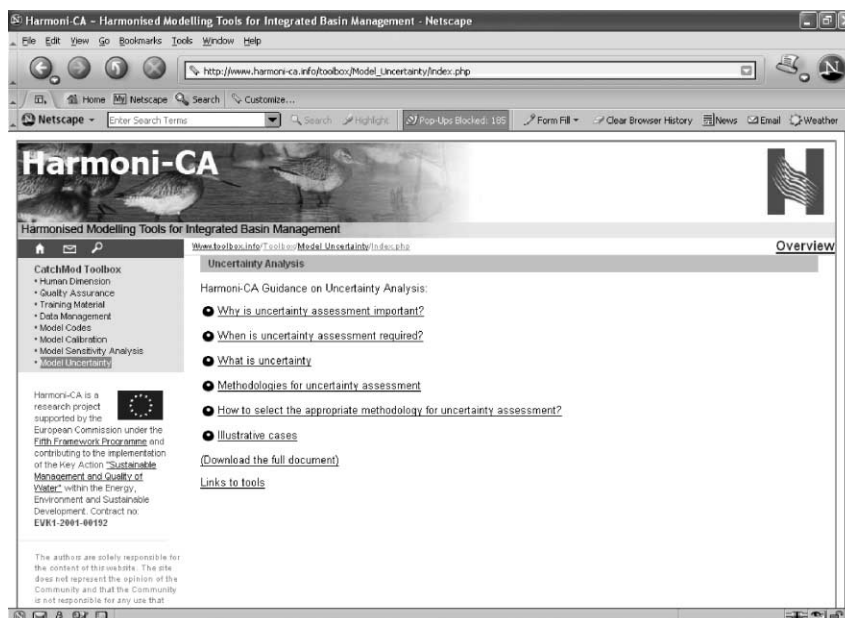 Harmoni-CA - Harmonised Modelling Tools for Integrated Basin Management - Netscape
File Edit View Go Bookmarks Tools Window Help
http://www.harmoni-ca.info/toolbox/Model_Uncertainty/index.php
Home My Netscape Search Customize...
Netscape Enter Search Terms Search Highlight Pop-Ups Blocked: 185 Form Fill Clear Browser History News Email Weather
Harmoni-CA
Harmonised Modelling Tools for Integrated Basin Management
Www.toolbox.info/Toolbox/Model Uncertainty/index.php
Overview
CatchMod Toolbox
• Human Dimension
• Quality Assurance
• Training Material
• Data Management
• Model Codes
• Model Calibration
• Model Sensitivity Analysis
• Model Uncertainty
Harmoni-CA is a
research project
supported by the
European Commission under the
Fifth Framework Programme and
contributing to the implementation
of the Key Action "Sustainable
Management and Quality of
Water" within the Energy,
Environment and Sustainable
Development. Contract no:
EVK1-2001-00192
The authors are solely responsible for
the content of this website. The site
does not represent the opinion of the
Community and that the Community
is not responsible for any use that
Uncertainty Analysis
Harmoni-CA Guidance on Uncertainty Analysis:
Why is uncertainty assessment important?
When is uncertainty assessment required?
What is uncertainty
Methodologies for uncertainty assessment
How to select the appropriate methodology for uncertainty assessment?
Illustrative cases
(Download the full document)
Links to tools